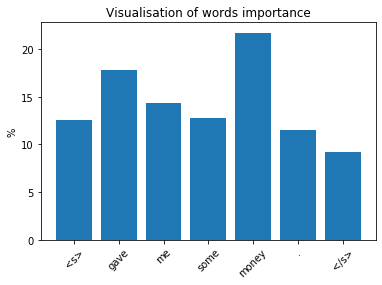 Visualisation of words importance
%
20
15
10
5
0
<s>
gave
me
some
money
.
</s>